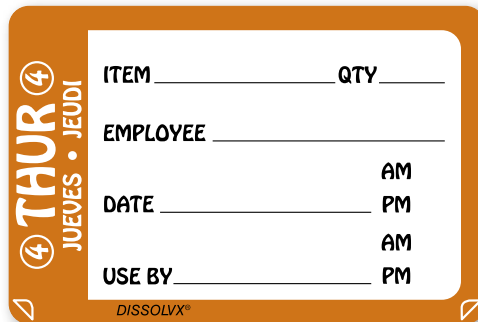 ④ THUR ④
JUEVES • JEUDI
ITEM QTY
EMPLOYEE
AM
DATE PM
AM
USE BY PM
DISSOLVX®